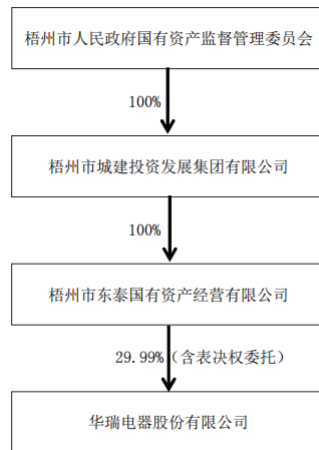 梧州市人民政府国有资产监督管理委员会
100%
梧州市城建投资发展集团有限公司
100%
梧州市东泰国有资产经营有限公司
29.99%（含表决权委托）
华瑞电器股份有限公司